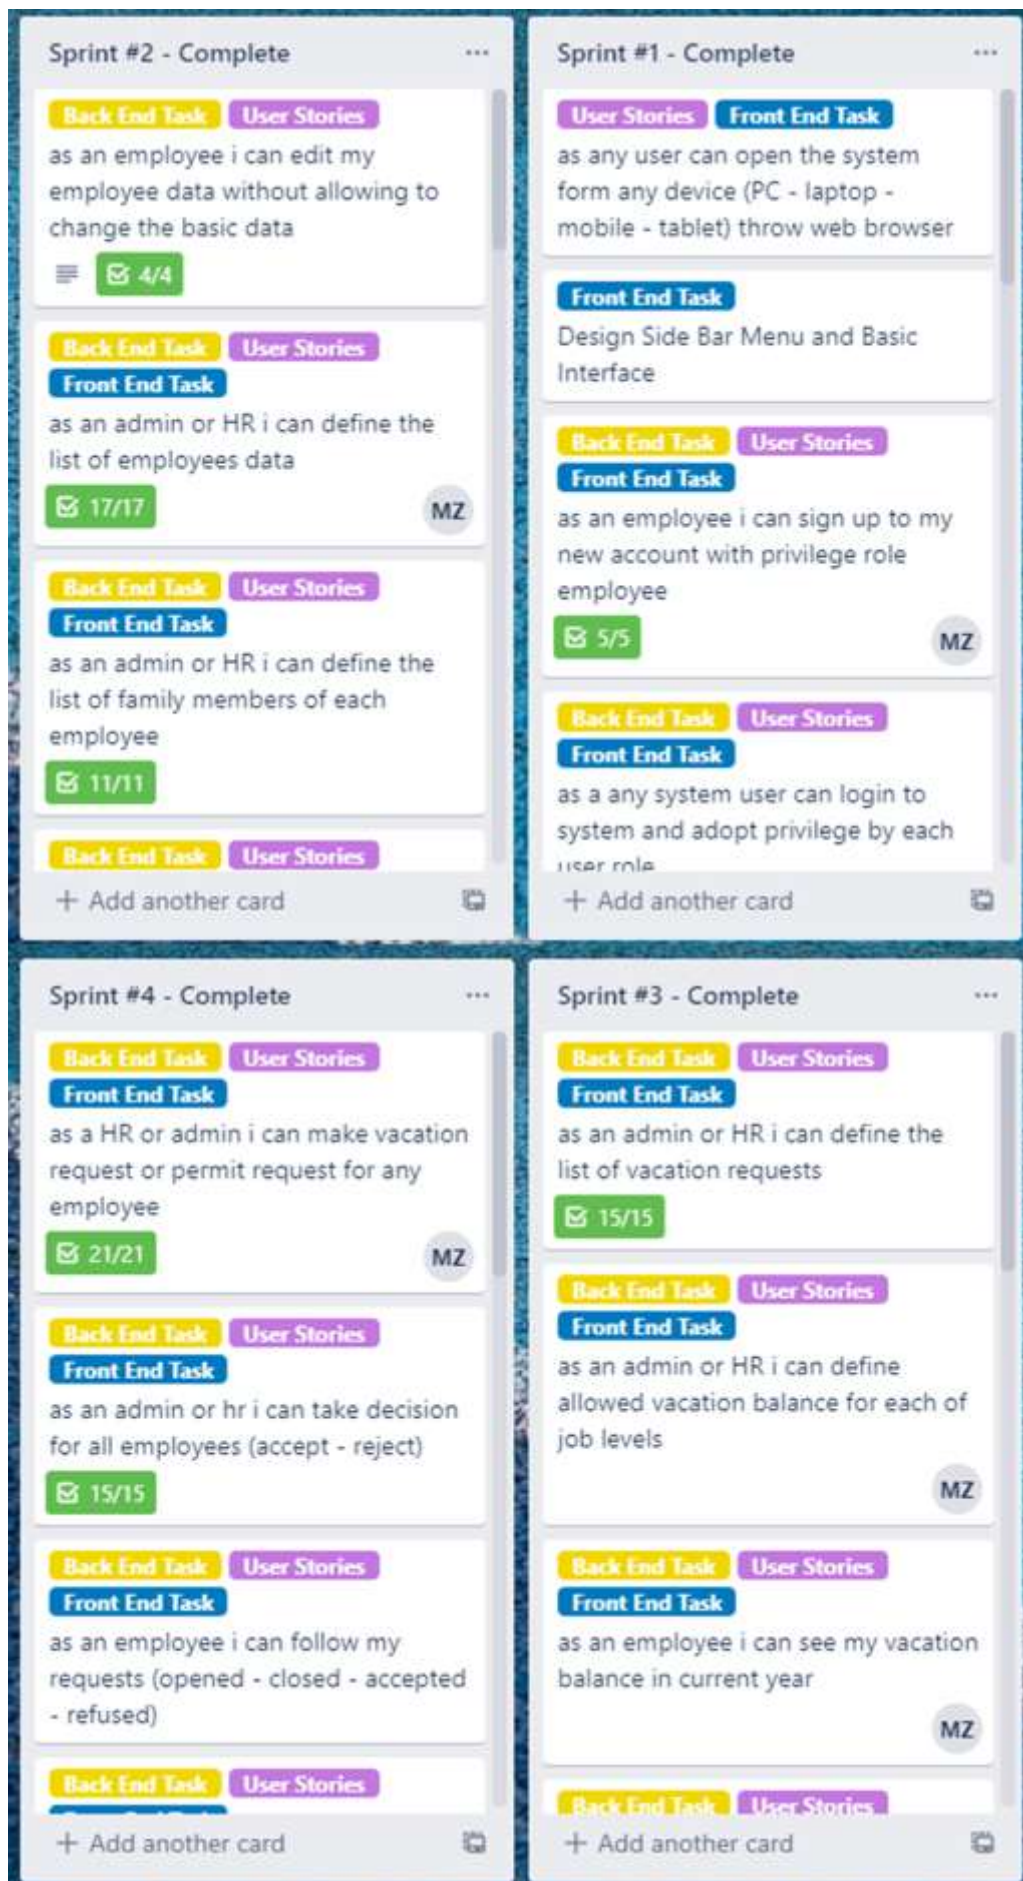 Sprint #2 - Complete
Back End Task User Stories
as an employee i can edit my
employee data without allowing to
change the basic data
4/4
Back End Task User Stories
Front End Task
as an admin or HR i can define the
list of employees data
17/17
MZ
Back End Task User Stories
Front End Task
as an admin or HR i can define the
list of family members of each
employee
11/11
Back End Task User Stories
+ Add another card
Sprint #1 - Complete
User Stories Front End Task
as any user can open the system
form any device (PC - laptop -
mobile - tablet) throw web browser
Front End Task
Design Side Bar Menu and Basic
Interface
Back End Task User Stories
Front End Task
as an employee i can sign up to my
new account with privilege role
employee
5/5
MZ
Back End Task User Stories
Front End Task
as a any system user can login to
system and adopt privilege by each
user role
+ Add another card
Sprint #4 - Complete
Back End Task User Stories
Front End Task
as a HR or admin i can make vacation
request or permit request for any
employee
21/21
MZ
Back End Task User Stories
Front End Task
as an admin or hr i can take decision
for all employees (accept - reject)
15/15
Back End Task User Stories
Front End Task
as an employee i can follow my
requests (opened - closed - accepted
- refused)
Back End Task User Stories
+ Add another card
Sprint #3 - Complete
Back End Task User Stories
Front End Task
as an admin or HR i can define the
list of vacation requests
15/15
Back End Task User Stories
Front End Task
as an admin or HR i can define
allowed vacation balance for each of
job levels
MZ
Back End Task User Stories
Front End Task
as an employee i can see my vacation
balance in current year
MZ
Back End Task User Stories
+ Add another card